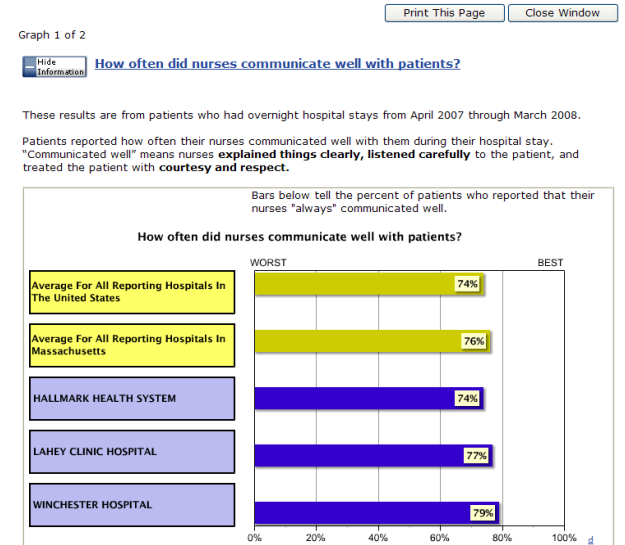 Print This Page
Close Window
Graph 1 of 2
Hide
Information
How often did nurses communicate well with patients?
These results are from patients who had overnight hospital stays from April 2007 through March 2008.
Patients reported how often their nurses communicated well with them during their hospital stay.
“Communicated well” means nurses explained things clearly, listened carefully to the patient, and
treated the patient with courtesy and respect.
Bars below tell the percent of patients who reported that their
nurses "always" communicated well.
How often did nurses communicate well with patients?
WORST
BEST
Average For All Reporting Hospitals In
The United States
74%
Average For All Reporting Hospitals In
Massachusetts
76%
HALLMARK HEALTH SYSTEM
74%
LAHEY CLINIC HOSPITAL
77%
WINCHESTER HOSPITAL
79%
0% 20% 40% 60% 80% 100%
d